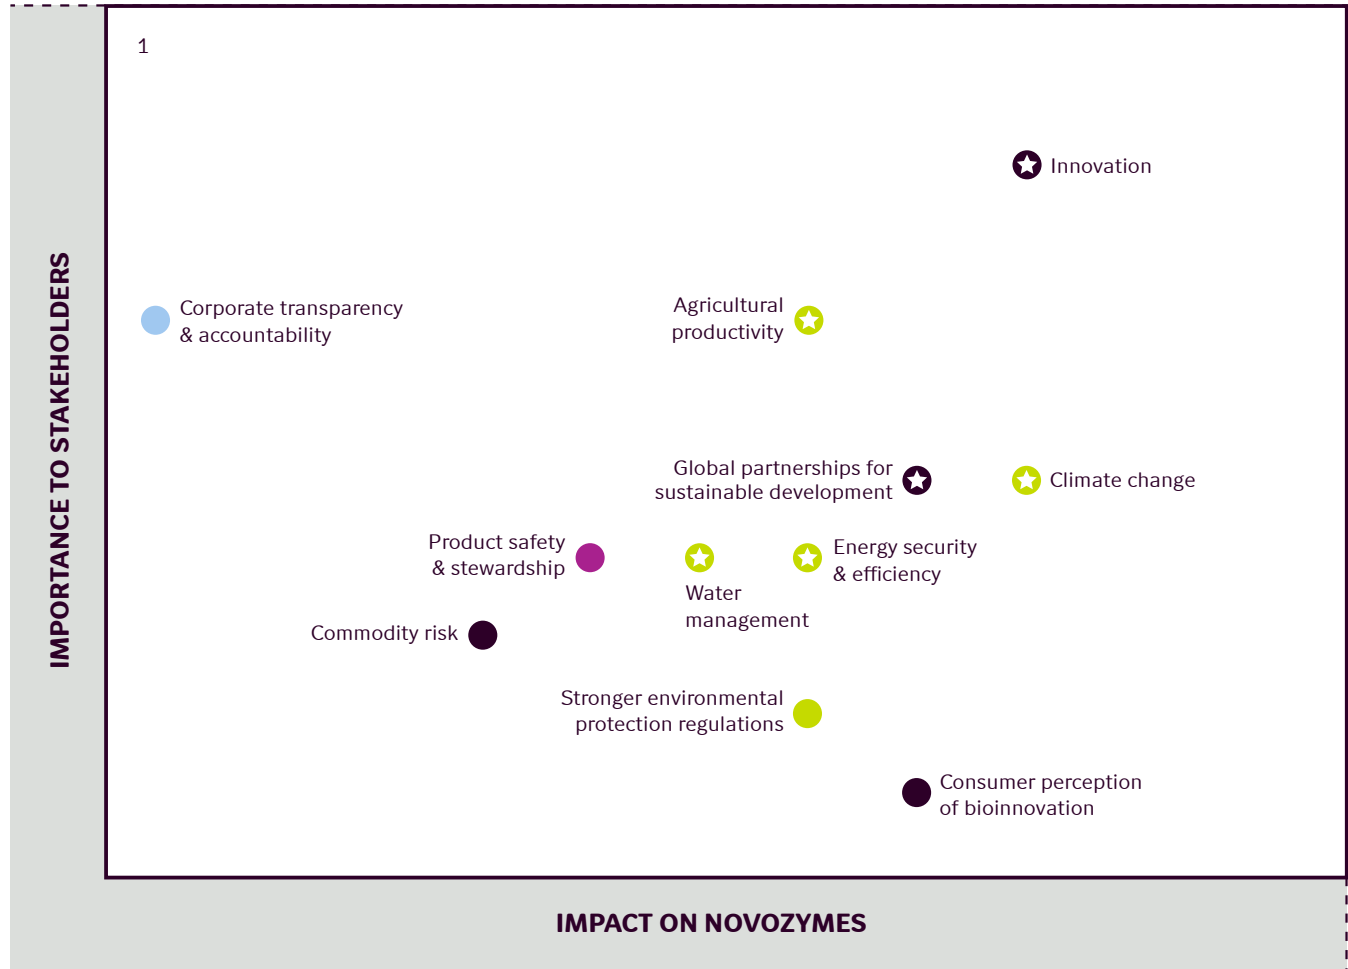 1
Innovation
IMPORTANCE TO STAKEHOLDERS
Corporate transparency
& accountability
Agricultural
productivity
Global partnerships for
sustainable development
Climate change
Product safety
& stewardship
Water
management
Energy security
& efficiency
Commodity risk
Stronger environmental
protection regulations
Consumer perception
of bioinnovation
IMPACT ON NOVOZYMES